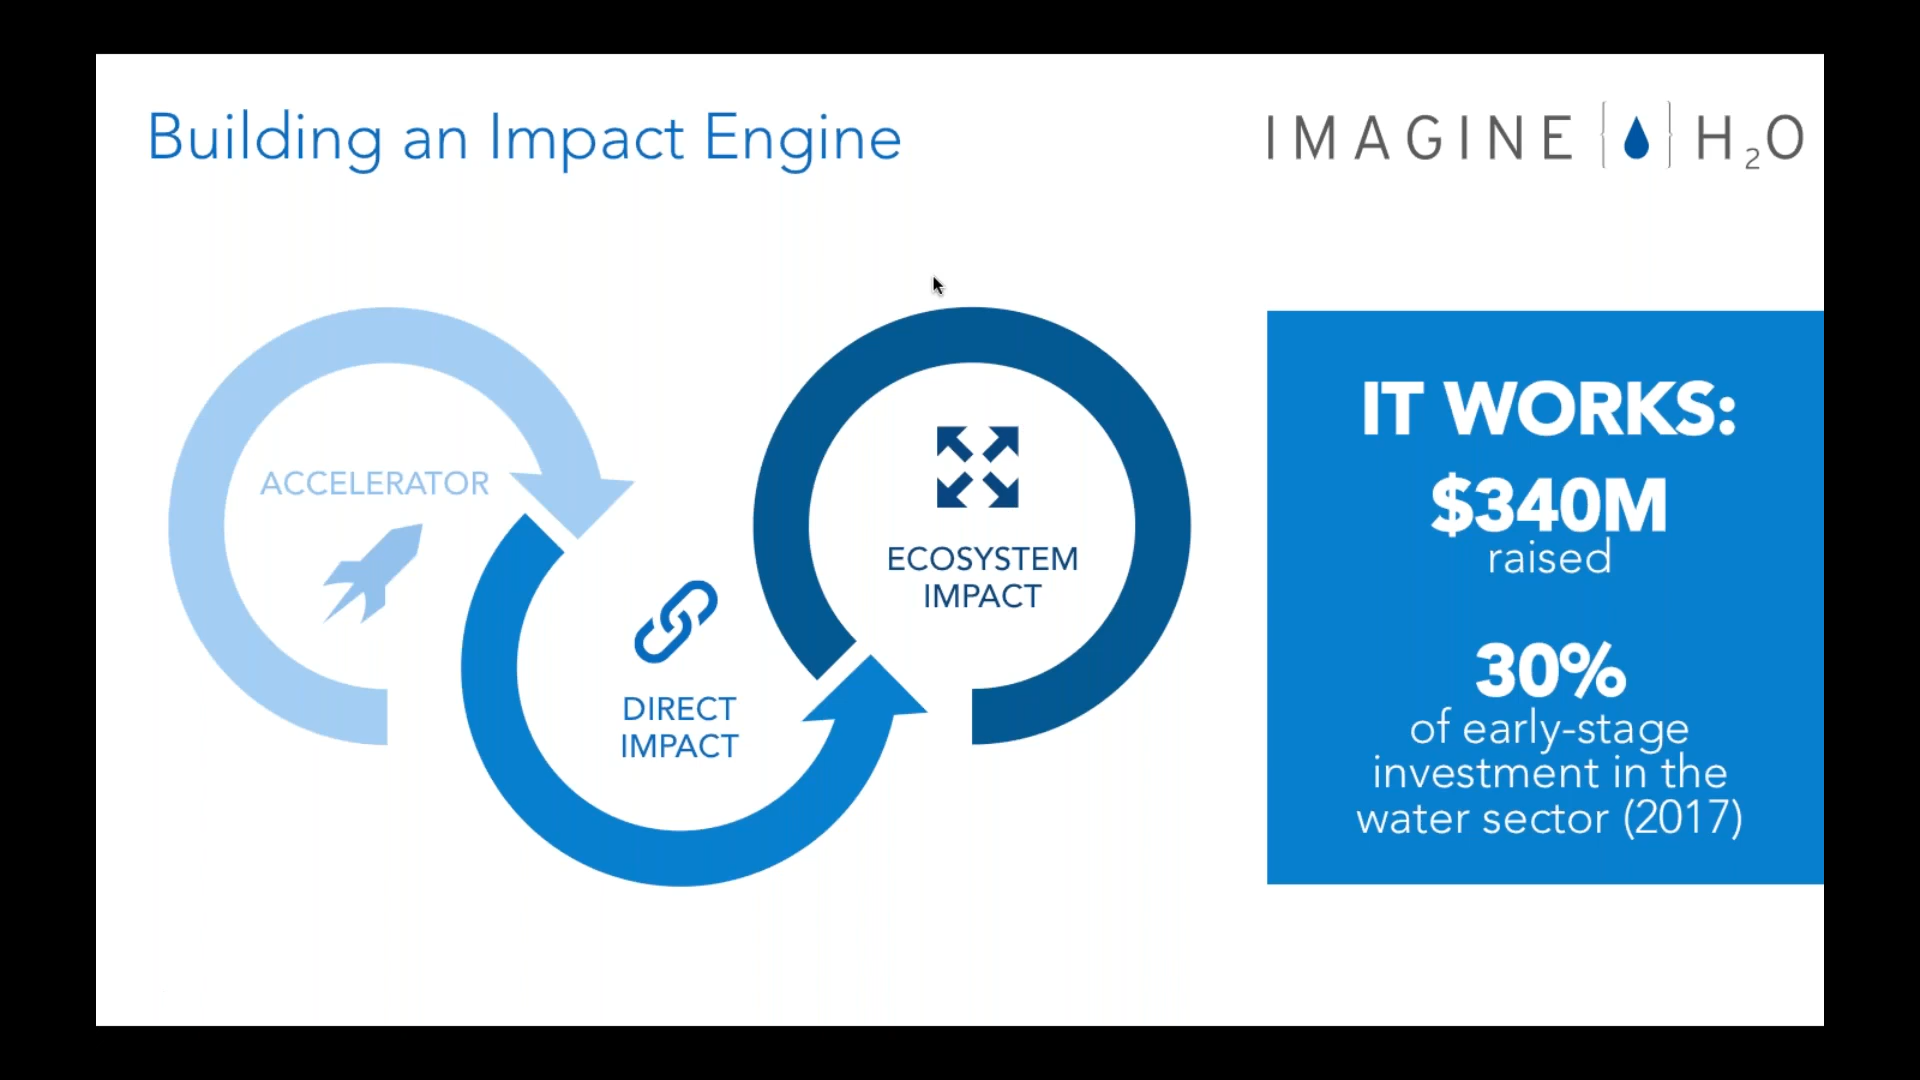 Building an Impact Engine
IMAGINE H₂O
ACCELERATOR
DIRECT
IMPACT
ECOSYSTEM
IMPACT
IT WORKS:
$340M
raised
30%
of early-stage
investment in the
water sector (2017)